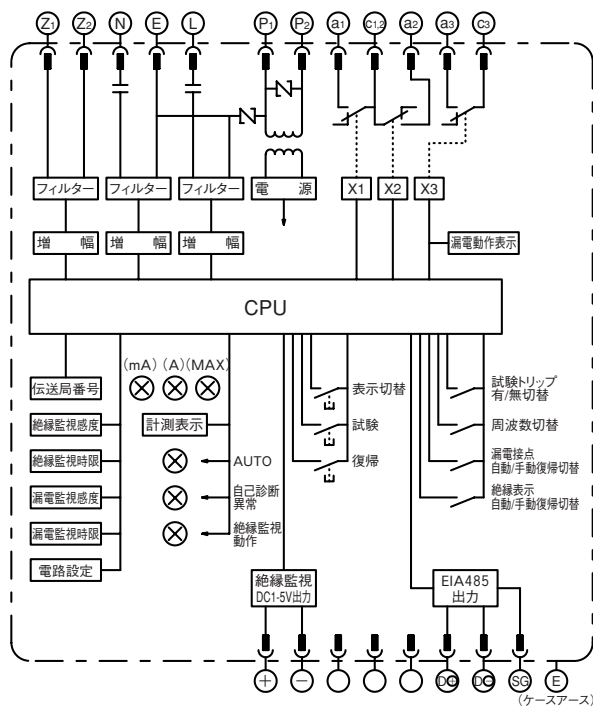 Z1 Z2 N E L P1 P2 a1 C1,2 a2 a3 C3
フィルター フィルター フィルター 電 源 X1 X2 X3
増 幅 増 幅 増 幅 漏電動作表示
CPU
伝送局番号
絶縁監視感度
絶縁監視時限
漏電監視感度
漏電監視時限
電路設定
(mA) (A) (MAX)
計測表示
AUTO
自己診断
異常
絶縁監視
動作
表示切替
試験
復帰
試験トリップ
有/無切替
周波数切替
漏電接点
自動/手動復帰切替
絶縁表示
自動/手動復帰切替
絶縁監視
DC1-5V出力
EIA485
出力
+ − D⊕ D⊖ SG E
(ケースアース)